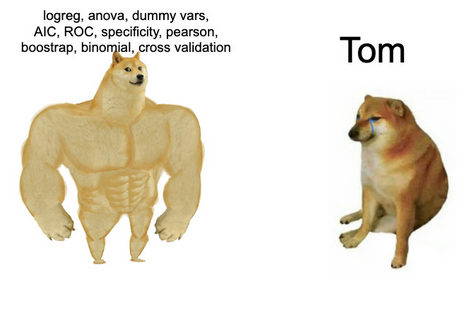 logreg, anova, dummy vars,
AIC, ROC, specificity, pearson,
boostrap, binomial, cross validation
Tom